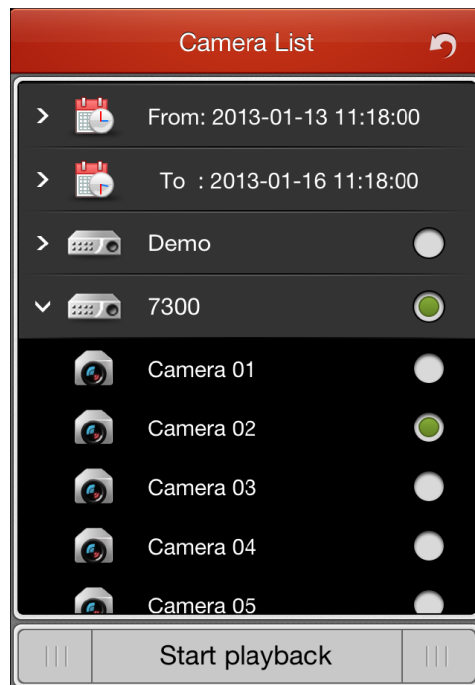 Camera List
From: 2013-01-13 11:18:00
To : 2013-01-16 11:18:00
Demo
7300
Camera 01
Camera 02
Camera 03
Camera 04
Camera 05
Start playback